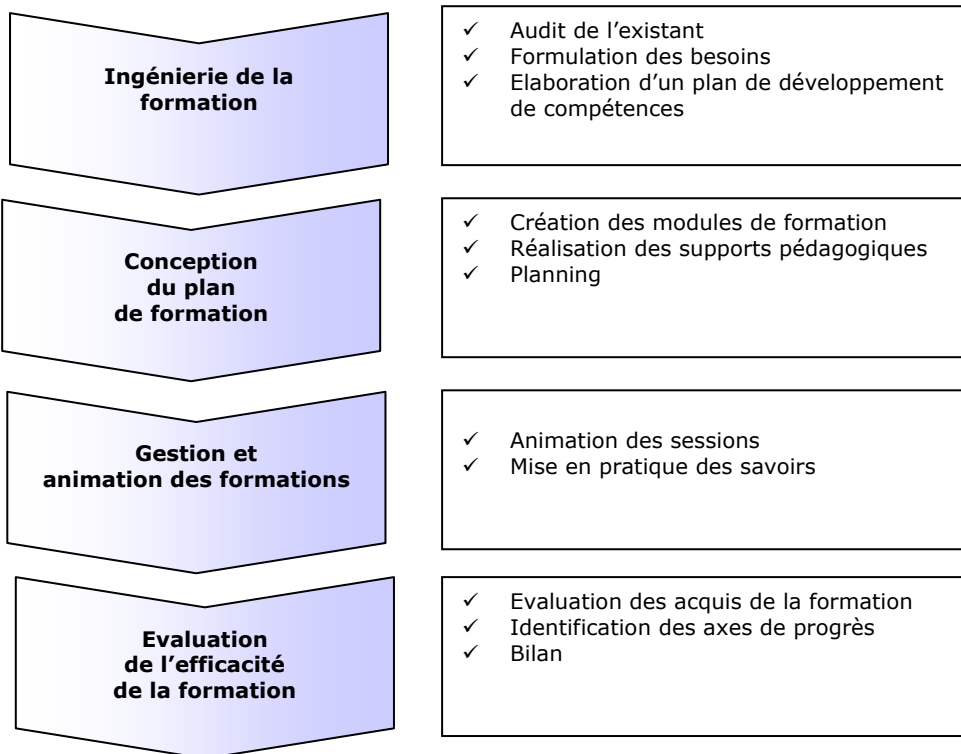 Ingénierie de la
formation
✓ Audit de l’existant
✓ Formulation des besoins
✓ Elaboration d’un plan de développement
de compétences
Conception
du plan
de formation
✓ Création des modules de formation
✓ Réalisation des supports pédagogiques
✓ Planning
Gestion et
animation des formations
✓ Animation des sessions
✓ Mise en pratique des savoirs
Evaluation
de l’efficacité
de la formation
✓ Evaluation des acquis de la formation
✓ Identification des axes de progrès
✓ Bilan